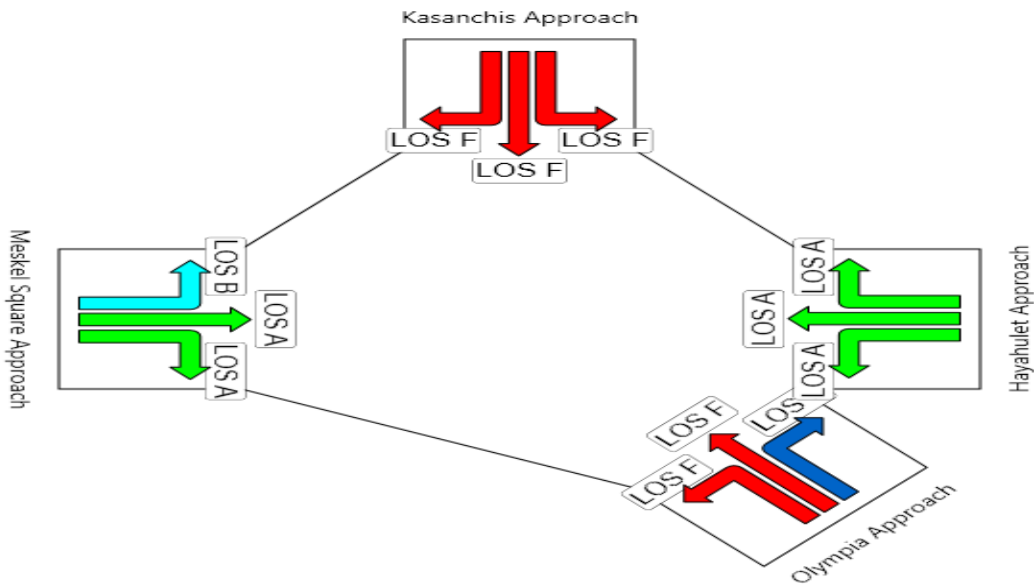 Kasanchis Approach
LOS F
LOS F
LOS F
Meskel Square Approach
LOS B
LOS A
LOS A
LOS A
LOS A
LOS A
Hayahulet Approach
LOS
LOS F
LOS F
Olympia Approach